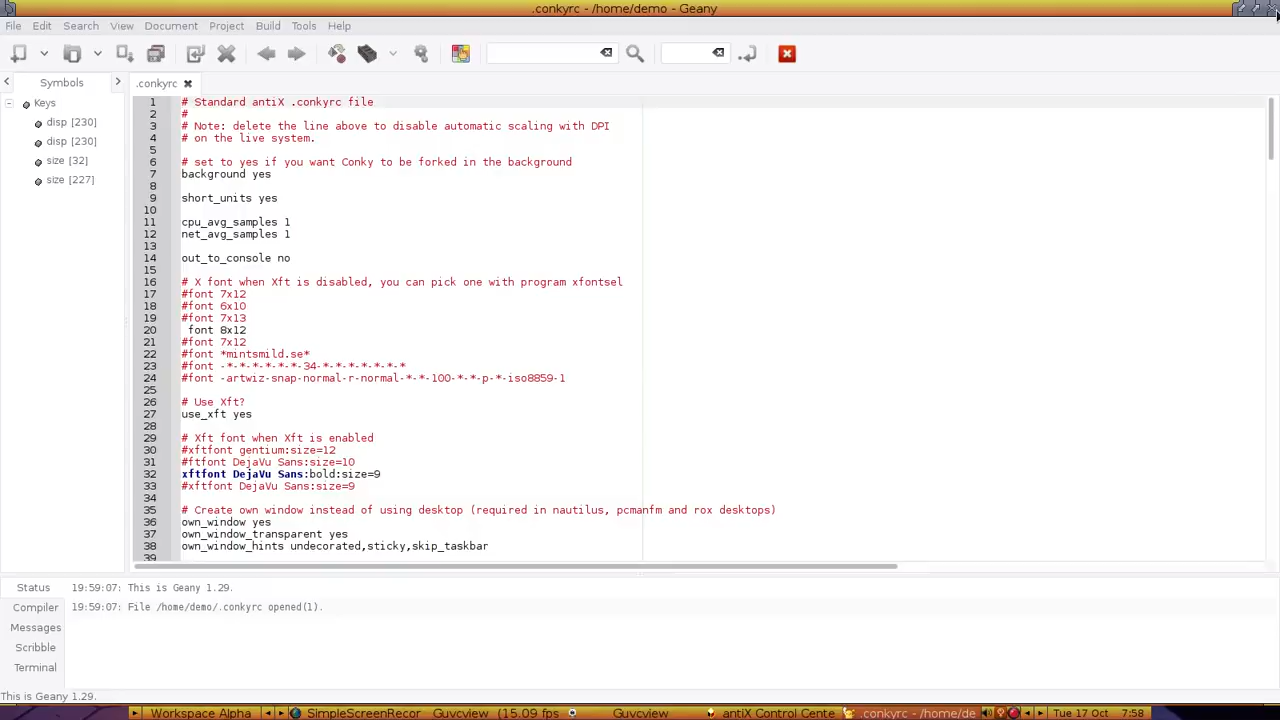 .conkyrc - /home/demo - Geany
File Edit Search View Document Project Build Tools Help
Symbols
.conkyrc
Keys
disp [230]
disp [230]
size [32]
size [227]
1 # Standard antiX .conkyrc file
2 #
3 # Note: delete the line above to disable automatic scaling with DPI
4 # on the live system.
5
6 # set to yes if you want Conky to be forked in the background
7 background yes
8
9 short_units yes
10
11 cpu_avg_samples 1
12 net_avg_samples 1
13
14 out_to_console no
15
16 # X font when Xft is disabled, you can pick one with program xfontsel
17 #font 7x12
18 #font 6x10
19 #font 7x13
20 font 8x12
21 #font 7x12
22 #font *mintsmild.se*
23 #font -*-*-*-*-*-*-34-*-*-*-*-*-*-*
24 #font -artwiz-snap-normal-r-normal-*-*-100-*-*-p-*-iso8859-1
25
26 # Use Xft?
27 use_xft yes
28
29 # Xft font when Xft is enabled
30 #xftfont gentium:size=12
31 #ftfont DejaVu Sans:size=10
32 xftfont DejaVu Sans:bold:size=9
33 #xftfont DejaVu Sans:size=9
34
35 # Create own window instead of using desktop (required in nautilus, pcmanfm and rox desktops)
36 own_window yes
37 own_window_transparent yes
38 own_window_hints undecorated,sticky,skip_taskbar
39
Status
Compiler
Messages
Scribble
Terminal
19:59:07: This is Geany 1.29.
19:59:07: File /home/demo/.conkyrc opened(1).
This is Geany 1.29.
Workspace Alpha SimpleScreenRecor Guvcview (15.09 fps Guvcview antiX Control Cente .conkyrc - /home/de Tue 17 Oct 7:58